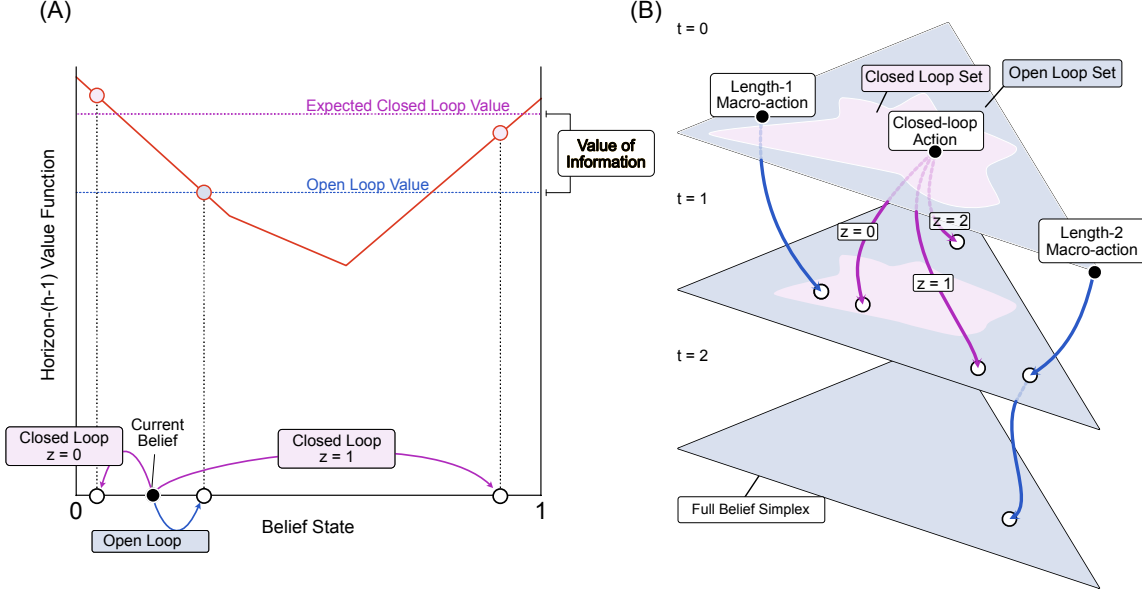 (A)
Horizon-(h-1) Value Function
Expected Closed Loop Value
Open Loop Value
Value of
Information
Current
Belief
Closed Loop
z = 0
Closed Loop
z = 1
0
1
Belief State
Open Loop
(B)
t = 0
Length-1
Macro-action
Closed Loop Set
Open Loop Set
Closed-loop
Action
t = 1
z = 0
z = 2
z = 1
Length-2
Macro-action
t = 2
Full Belief Simplex